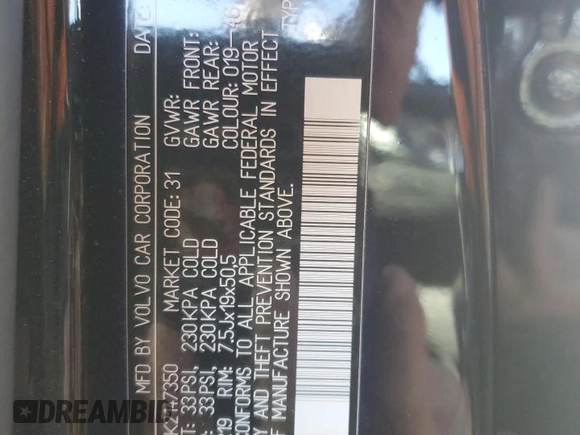 MFD BY VOLVO CAR CORPORATION DATE:
MARKET CODE: 31 GVWR:
33PSI, 230KPA COLD GAWR FRONT:
33PSI, 230KPA COLD GAWR REAR:
RIM: 7.5Jx19x50,5 COLOUR: 019-46
CONFORMS TO ALL APPLICABLE FEDERAL MOTOR
Y AND THEFT PREVENTION STANDARDS IN EFFECT
F MANUFACTURE SHOWN ABOVE. TYP
DREAMBID